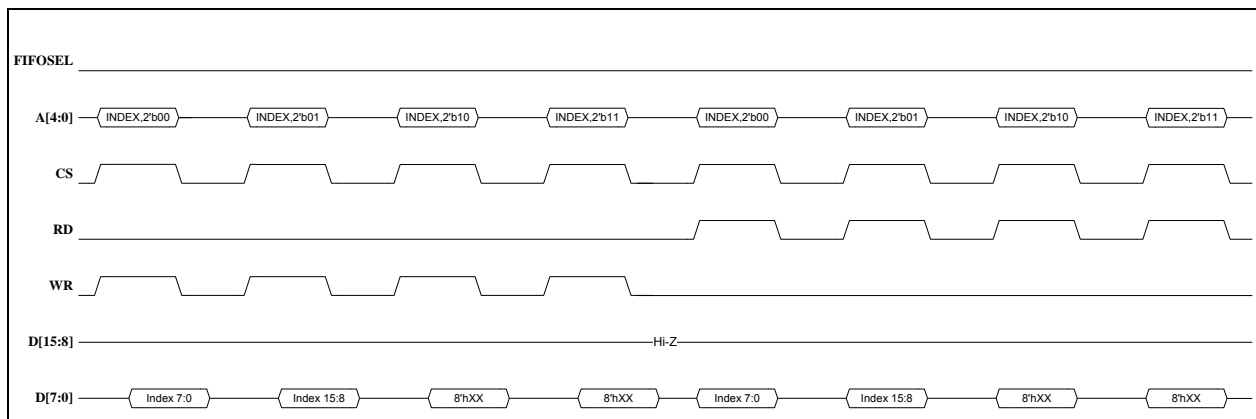 FIFOSEL
A[4:0] INDEX,2'b00 INDEX,2'b01 INDEX,2'b10 INDEX,2'b11 INDEX,2'b00 INDEX,2'b01 INDEX,2'b10 INDEX,2'b11
CS
RD
WR
D[15:8] Hi-Z
D[7:0] Index 7:0 Index 15:8 8'hXX 8'hXX Index 7:0 Index 15:8 8'hXX 8'hXX